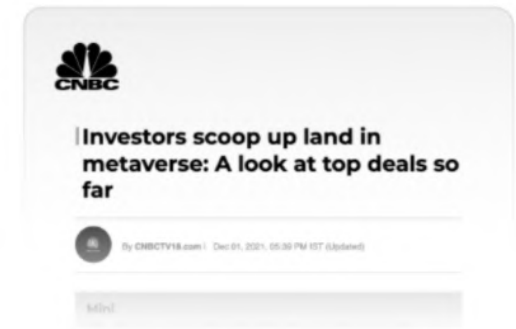 CNBC
Investors scoop up land in
metaverse: A look at top deals so
far
By CNBCTV18.com | Dec 01, 2021, 05:39 PM IST (Updated)
Mini